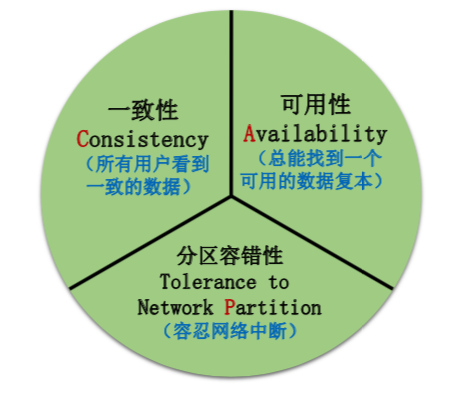 一致性
Consistency
（所有用户看到
一致的数据）
可用性
Availability
（总能找到一个
可用的数据复本）
分区容错性
Tolerance to
Network Partition
（容忍网络中断）